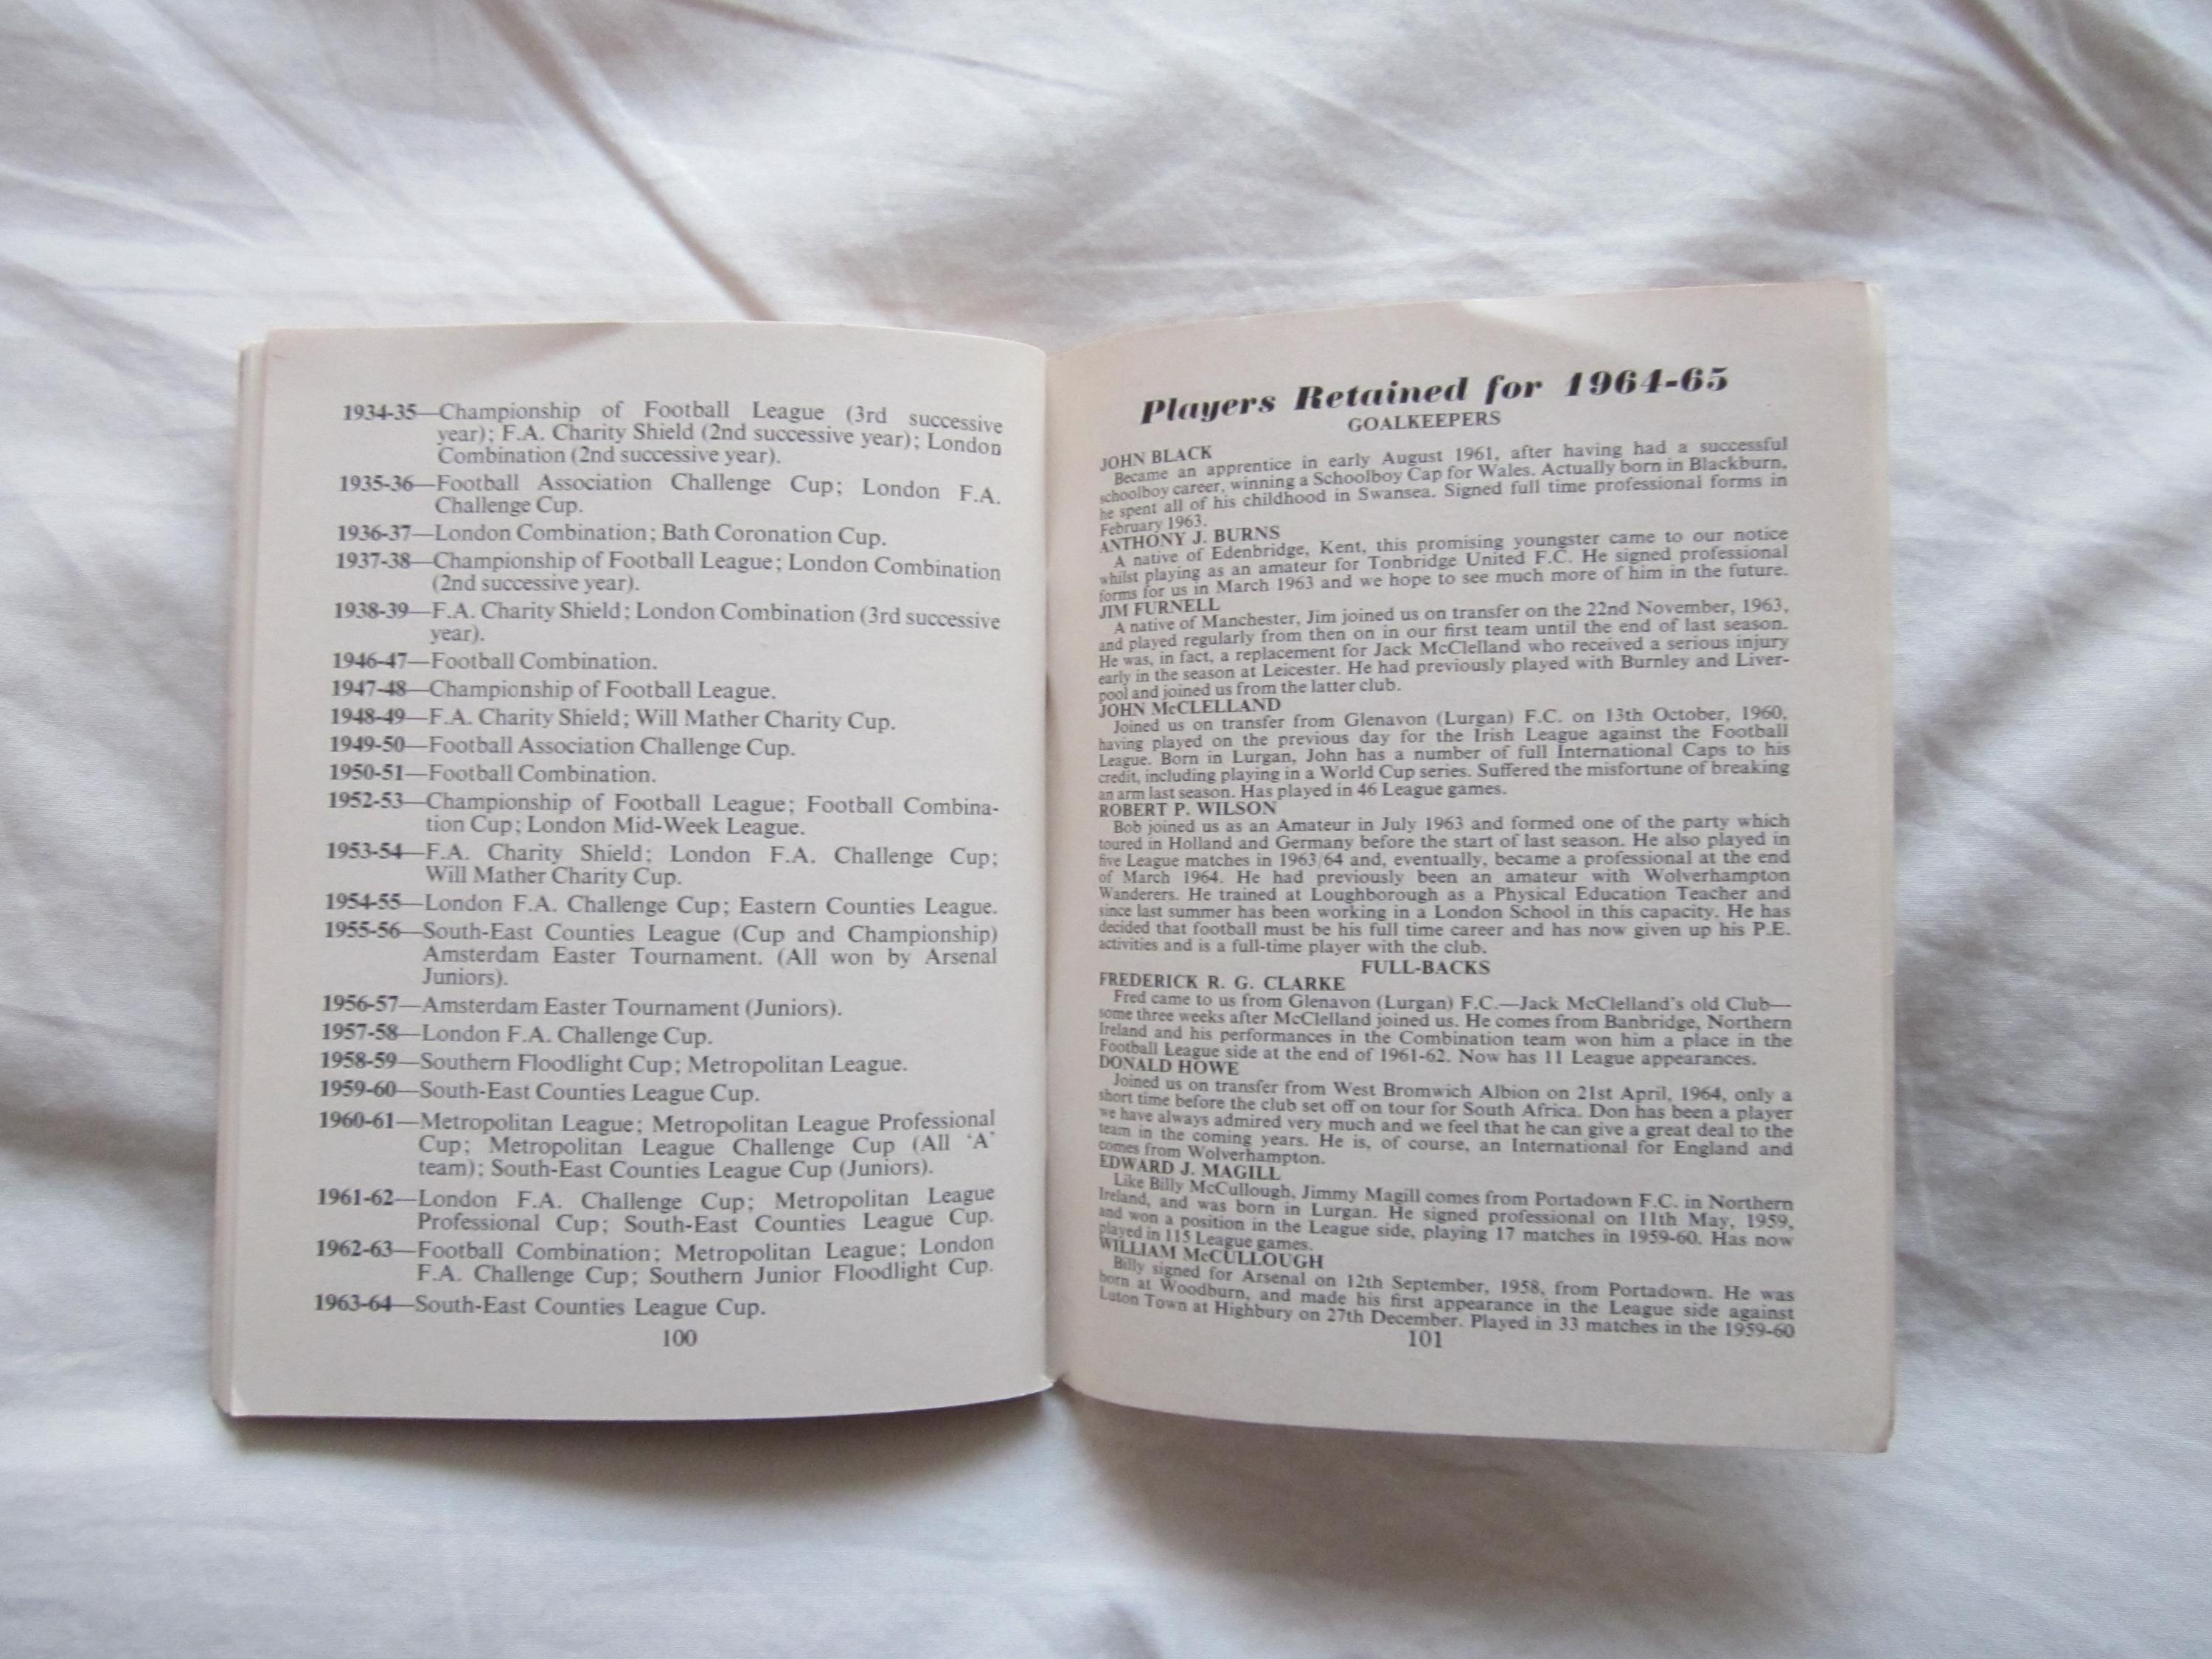 1934-35—Championship of Football League (3rd successive
year); F.A. Charity Shield (2nd successive year); London
Combination (2nd successive year).
1935-36—Football Association Challenge Cup; London F.A.
Challenge Cup.
1936-37—London Combination; Bath Coronation Cup.
1937-38—Championship of Football League; London Combination
(2nd successive year).
1938-39—F.A. Charity Shield; London Combination (3rd successive
year).
1946-47—Football Combination.
1947-48—Championship of Football League.
1948-49—F.A. Charity Shield; Will Mather Charity Cup.
1949-50—Football Association Challenge Cup.
1950-51—Football Combination.
1952-53—Championship of Football League; Football Combina-
tion Cup; London Mid-Week League.
1953-54—F.A. Charity Shield; London F.A. Challenge Cup;
Will Mather Charity Cup.
1954-55—London F.A. Challenge Cup; Eastern Counties League.
1955-56—South-East Counties League (Cup and Championship)
Amsterdam Easter Tournament. (All won by Arsenal
Juniors).
1956-57—Amsterdam Easter Tournament (Juniors).
1957-58—London F.A. Challenge Cup.
1958-59—Southern Floodlight Cup; Metropolitan League.
1959-60—South-East Counties League Cup.
1960-61—Metropolitan League; Metropolitan League Professional
Cup; Metropolitan League Challenge Cup (All 'A'
team); South-East Counties League Cup (Juniors).
1961-62—London F.A. Challenge Cup; Metropolitan League
Professional Cup; South-East Counties League Cup.
1962-63—Football Combination; Metropolitan League; London
F.A. Challenge Cup; Southern Junior Floodlight Cup.
1963-64—South-East Counties League Cup.
100
Players Retained for 1964-65
GOALKEEPERS
JOHN BLACK
Became an apprentice in early August 1961, after having had a successful
schoolboy career, winning a Schoolboy Cap for Wales. Actually born in Blackburn,
he spent all of his childhood in Swansea. Signed full time professional forms in
February 1963.
ANTHONY J. BURNS
A native of Edenbridge, Kent, this promising youngster came to our notice
whilst playing as an amateur for Tonbridge United F.C. He signed professional
forms for us in March 1963 and we hope to see much more of him in the future.
JIM FURNELL
A native of Manchester, Jim joined us on transfer on the 22nd November, 1963,
and played regularly from then on in our first team until the end of last season.
He was, in fact, a replacement for Jack McClelland who received a serious injury
early in the season at Leicester. He had previously played with Burnley and Liver-
pool and joined us from the latter club.
JOHN McCLELLAND
Joined us on transfer from Glenavon (Lurgan) F.C. on 13th October, 1960,
having played on the previous day for the Irish League against the Football
League. Born in Lurgan, John has a number of full International Caps to his
credit, including playing in a World Cup series. Suffered the misfortune of breaking
an arm last season. Has played in 46 League games.
ROBERT P. WILSON
Bob joined us as an Amateur in July 1963 and formed one of the party which
toured in Holland and Germany before the start of last season. He also played in
five League matches in 1963/64 and, eventually, became a professional at the end
of March 1964. He had previously been an amateur with Wolverhampton
Wanderers. He trained at Loughborough as a Physical Education Teacher and
since last summer has been working in a London School in this capacity. He has
decided that football must be his full time career and has now given up his P.E.
activities and is a full-time player with the club.
FULL-BACKS
FREDERICK R. G. CLARKE
Fred came to us from Glenavon (Lurgan) F.C.—Jack McClelland's old Club—
some three weeks after McClelland joined us. He comes from Banbridge, Northern
Ireland and his performances in the Combination team won him a place in the
Football League side at the end of 1961-62. Now has 11 League appearances.
DONALD HOWE
Joined us on transfer from West Bromwich Albion on 21st April, 1964, only a
short time before the club set off on tour for South Africa. Don has been a player
we have always admired very much and we feel that he can give a great deal to the
team in the coming years. He is, of course, an International for England and
comes from Wolverhampton.
EDWARD J. MAGILL
Like Billy McCullough, Jimmy Magill comes from Portadown F.C. in Northern
Ireland, and was born in Lurgan. He signed professional on 11th May, 1959,
and won a position in the League side, playing 17 matches in 1959-60. Has now
played in 115 League games.
WILLIAM McCULLOUGH
Billy signed for Arsenal on 12th September, 1958, from Portadown. He was
born at Woodburn, and made his first appearance in the League side against
Luton Town at Highbury on 27th December. Played in 33 matches in the 1959-60
101